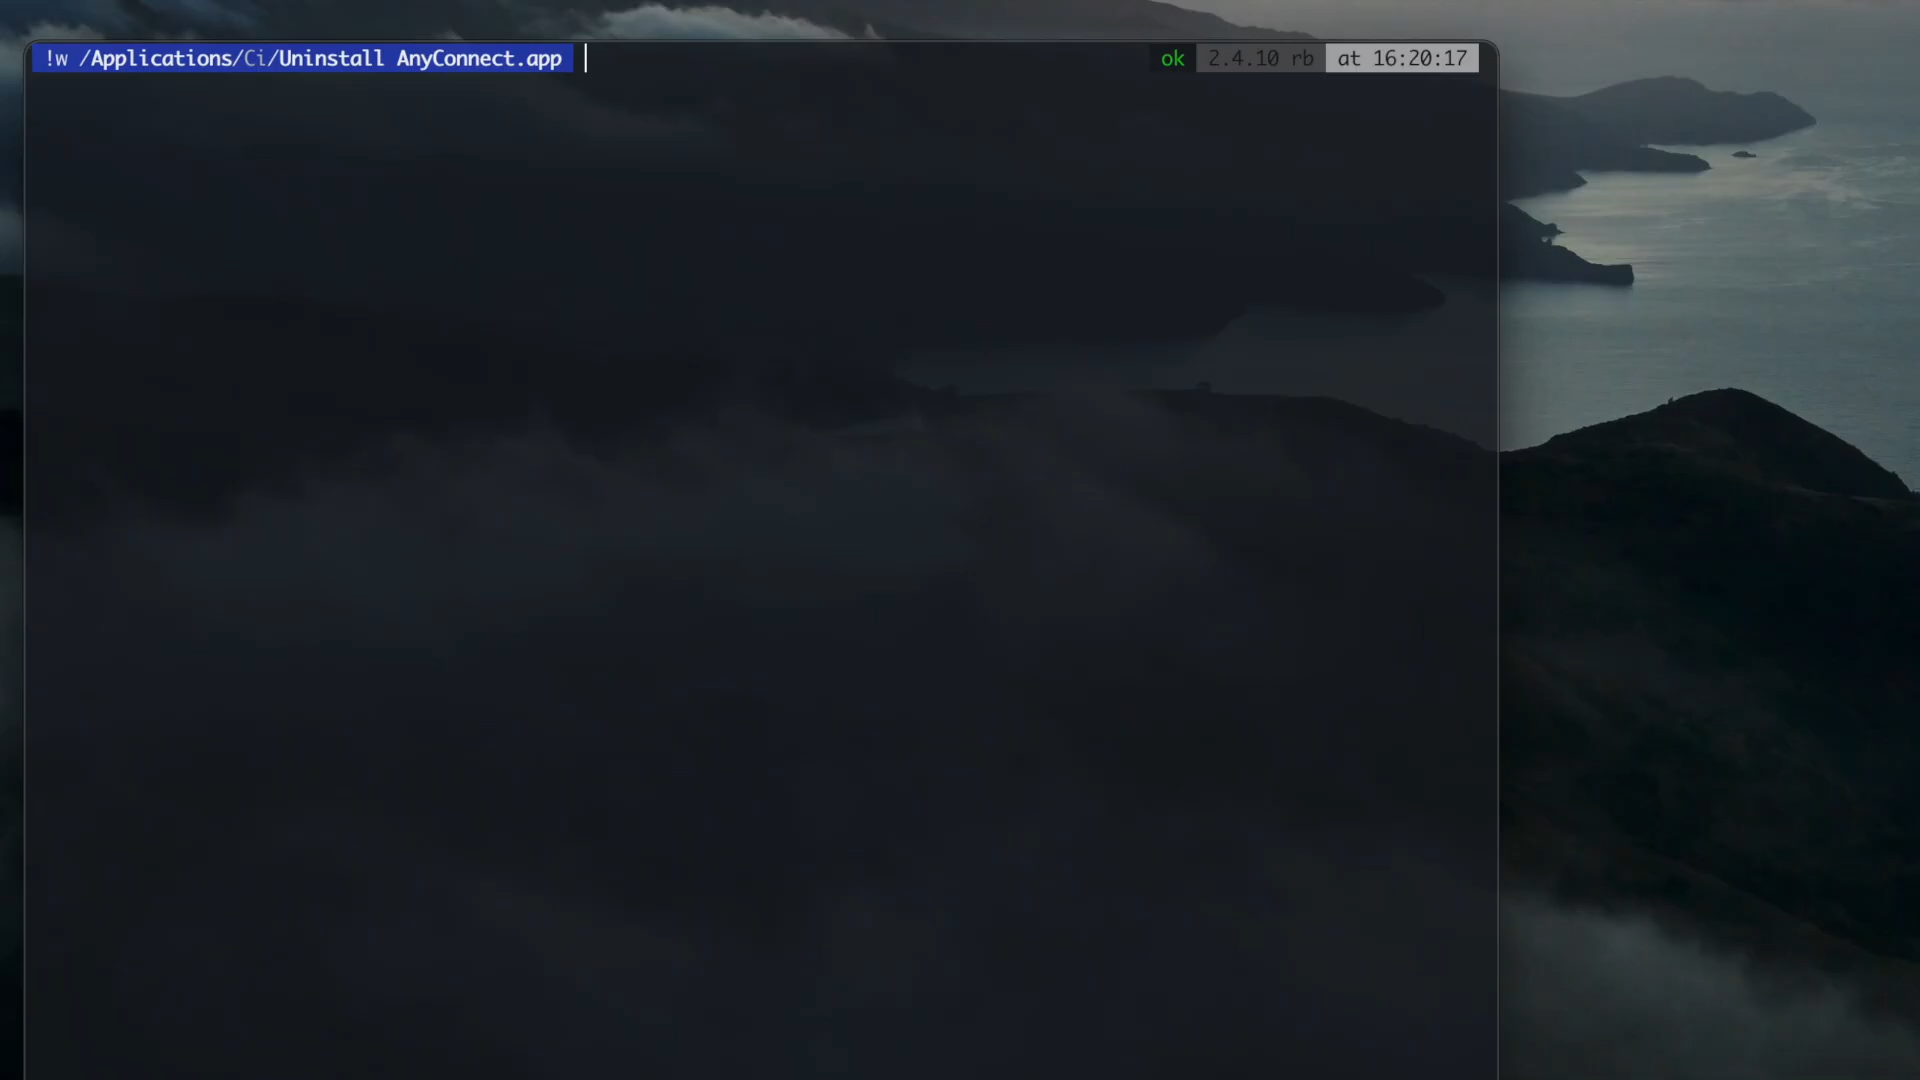 !w /Applications/Ci/Uninstall AnyConnect.app ok 2.4.10 rb at 16:20:17